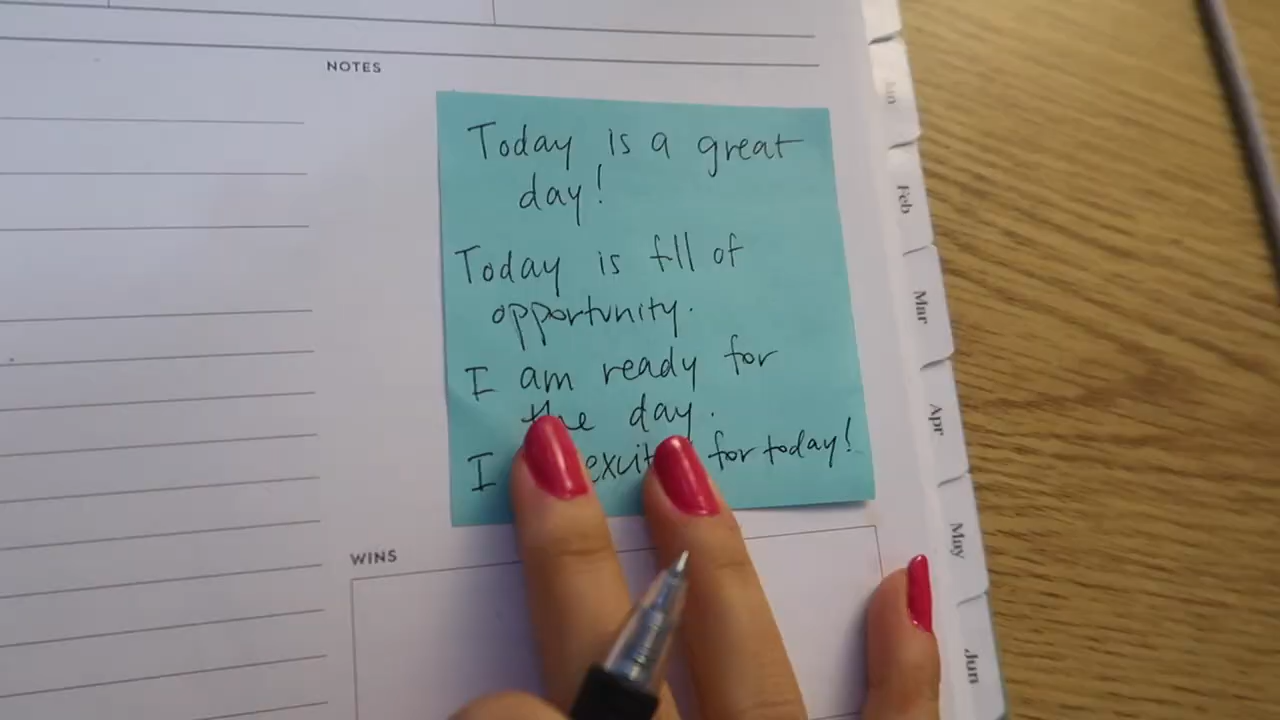 NOTES
Today is a great
day!
Today is fll of
opportunity.
I am ready for
the day.
I for today!
WINS
Jan
Feb
Mar
Apr
May
Jun